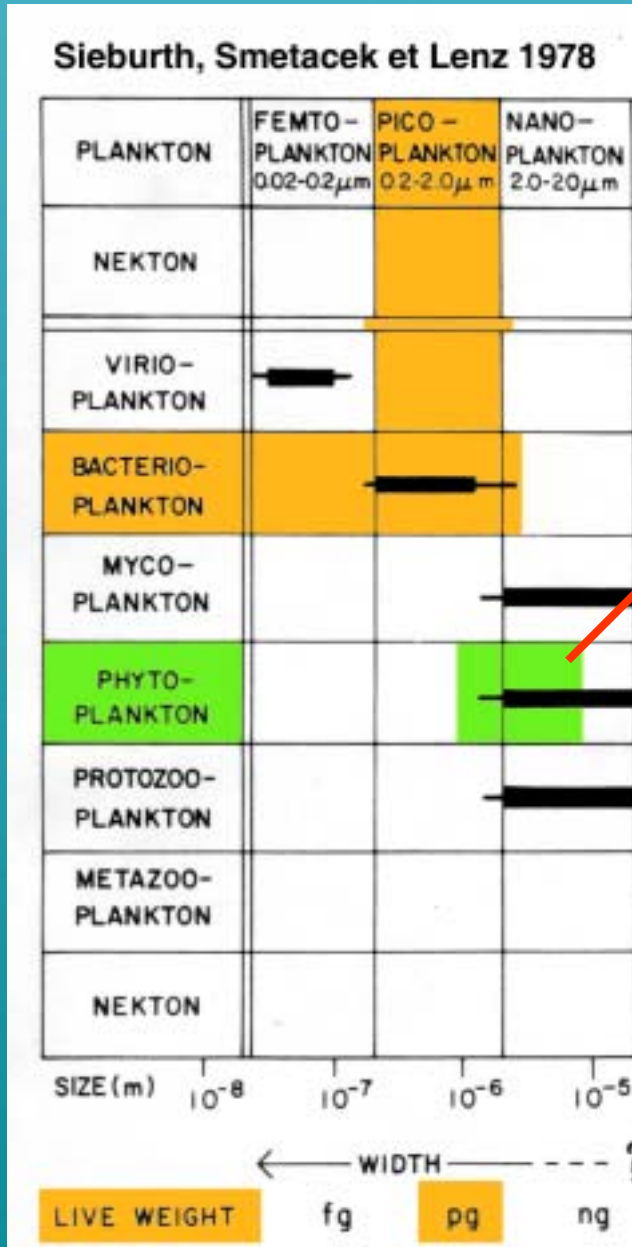 Sieburth, Smetacek et Lenz 1978
PLANKTON
FEMTO-
PLANKTON
0.02-0.2μm
PICO-
PLANKTON
0.2-2.0μm
NANO-
PLANKTON
2.0-20μm
NEKTON
VIRIO-
PLANKTON
BACTERIO-
PLANKTON
MYCO-
PLANKTON
PHYTO-
PLANKTON
PROTOZOO-
PLANKTON
METAZOO-
PLANKTON
NEKTON
SIZE(m) 10-8 10-7 10-6 10-5
WIDTH
LIVE WEIGHT fg pg ng